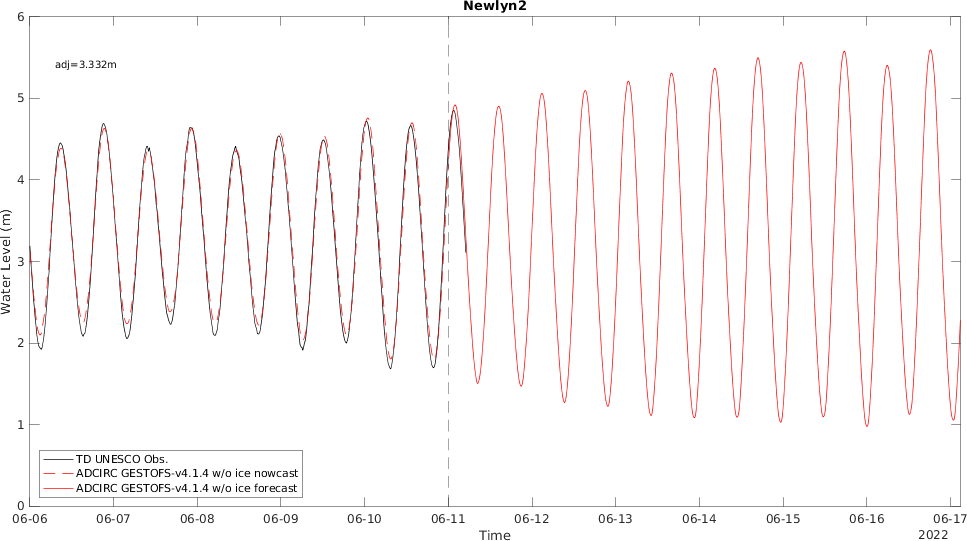 Newlyn2
adj=3.332m
Water Level (m)
6
5
4
3
2
1
0
TD UNESCO Obs.
ADCIRC GESTOFS-v4.1.4 w/o ice nowcast
ADCIRC GESTOFS-v4.1.4 w/o ice forecast
06-06 06-07 06-08 06-09 06-10 06-11 06-12 06-13 06-14 06-15 06-16 06-17
Time
2022